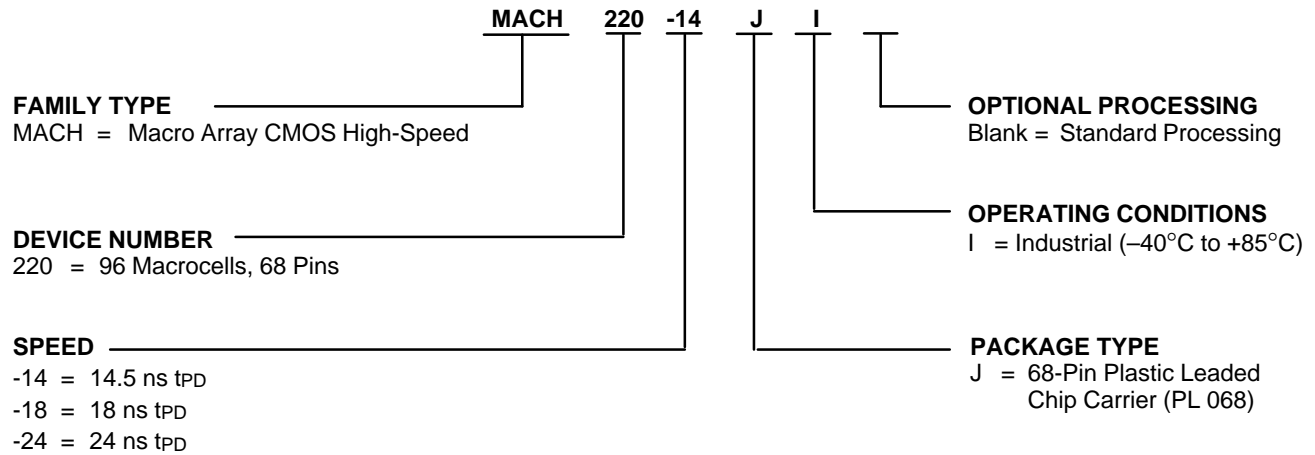 MACH 220 -14 J I
FAMILY TYPE
MACH = Macro Array CMOS High-Speed
DEVICE NUMBER
220 = 96 Macrocells, 68 Pins
SPEED
-14 = 14.5 ns tPD
-18 = 18 ns tPD
-24 = 24 ns tPD
OPTIONAL PROCESSING
Blank = Standard Processing
OPERATING CONDITIONS
I = Industrial (–40°C to +85°C)
PACKAGE TYPE
J = 68-Pin Plastic Leaded
Chip Carrier (PL 068)